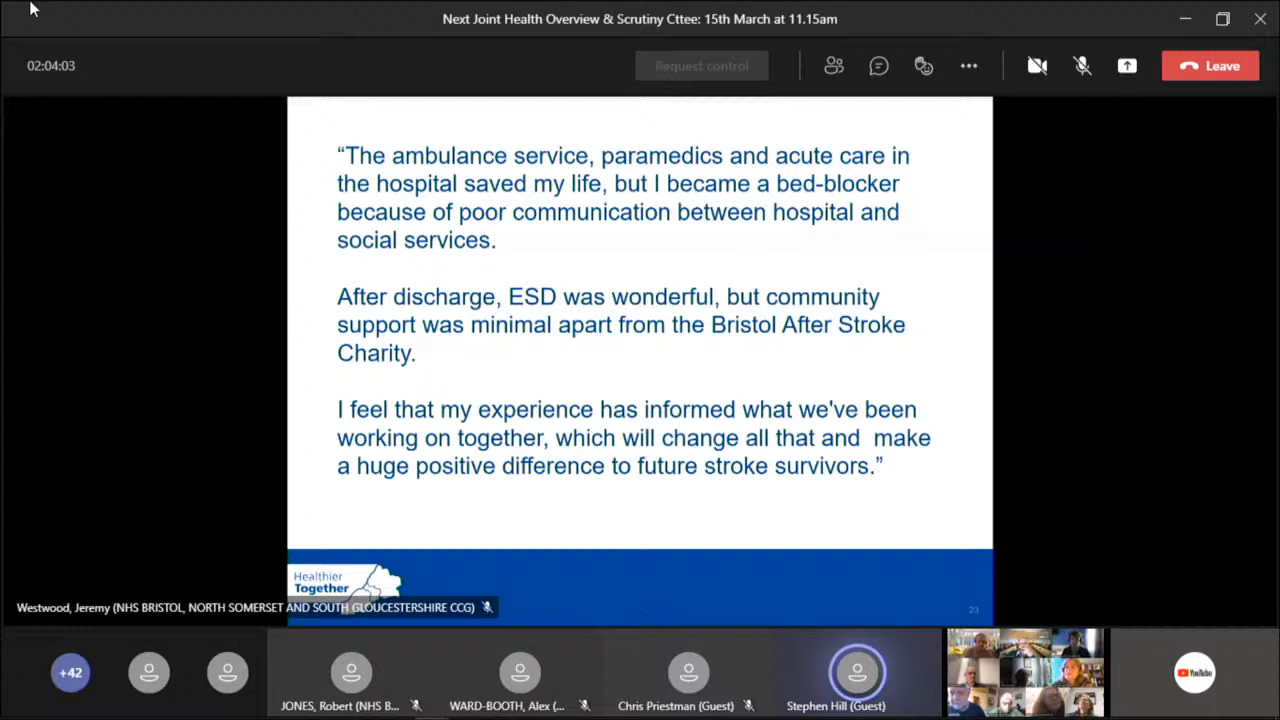 Next Joint Health Overview & Scrutiny Cttee: 15th March at 11.15am
02:04:03
Request control
Leave
“The ambulance service, paramedics and acute care in
the hospital saved my life, but I became a bed-blocker
because of poor communication between hospital and
social services.
After discharge, ESD was wonderful, but community
support was minimal apart from the Bristol After Stroke
Charity.
I feel that my experience has informed what we've been
working on together, which will change all that and  make
a huge positive difference to future stroke survivors.”
Healthier
Together
23
Westwood, Jeremy (NHS BRISTOL, NORTH SOMERSET AND SOUTH GLOUCESTERSHIRE CCG)
+42
JONES, Robert (NHS B...
WARD-BOOTH, Alex (...
Chris Priestman (Guest)
Stephen Hill (Guest)
YouTube